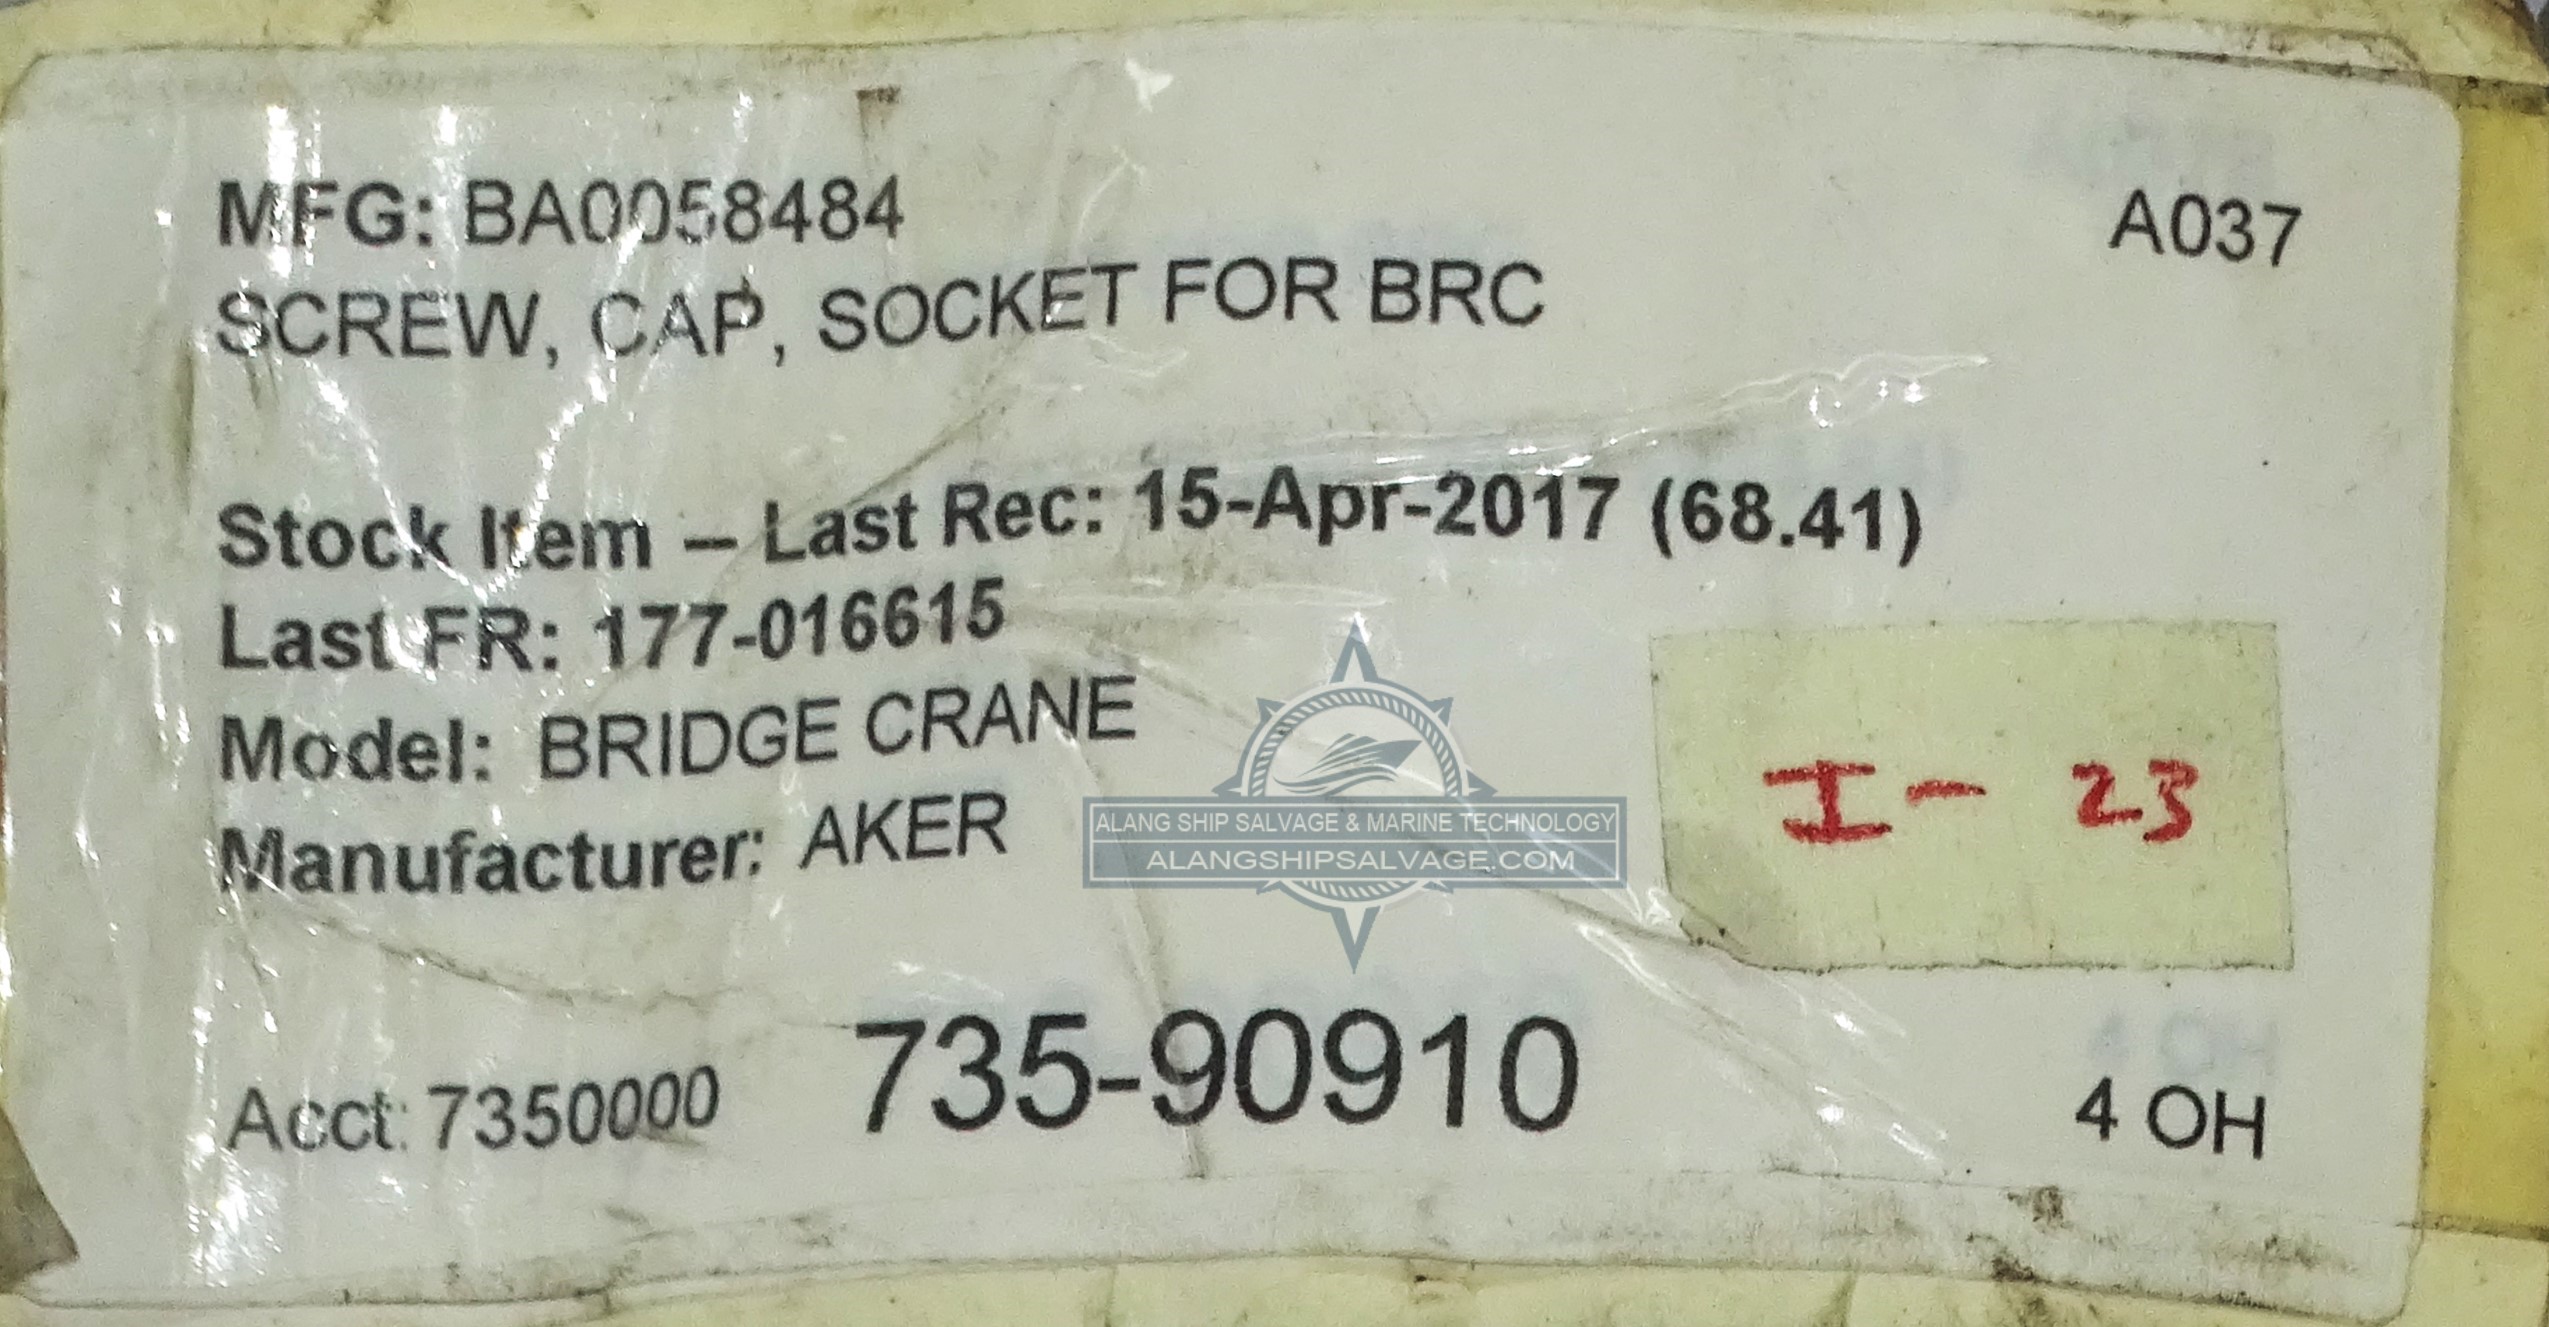 MFG: BA0058484
A037
SCREW, CAP, SOCKET FOR BRC
Stock Item – Last Rec: 15-Apr-2017 (68.41)
Last FR: 177-016615
Model: BRIDGE CRANE
Manufacturer: AKER
I- 23
ALANG SHIP SALVAGE & MARINE TECHNOLOGY
ALANGSHIPSALVAGE.COM
Acct: 7350000
735-90910
4 OH